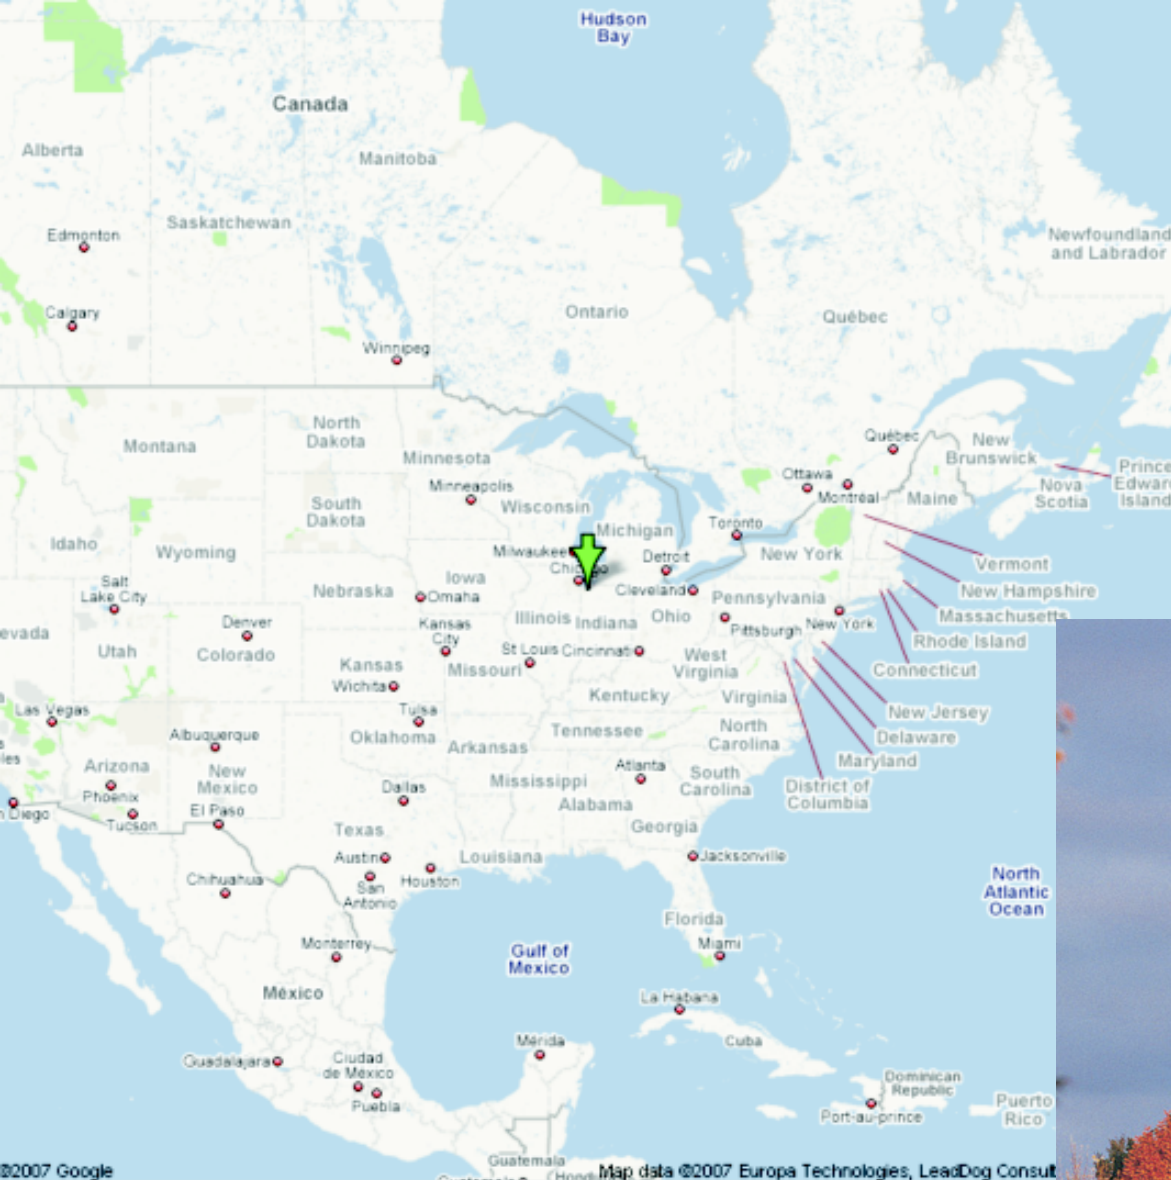 Hudson
Bay
Canada
Alberta
Manitoba
Saskatchewan
Edmonton
Newfoundland
and Labrador
Calgary
Ontario
Québec
Winnipeg
North
Dakota
Montana
Minnesota
Québec
New
Brunswick
Ottawa
Montréal
Maine
Nova
Scotia
Prince
Edward
Island
Minneapolis
South
Dakota
Wisconsin
Michigan
Toronto
Idaho
Wyoming
Milwaukee
Detroit
New York
Vermont
Salt
Lake City
Nebraska
Iowa
Omaha
Cleveland
Pennsylvania
New Hampshire
Illinois
Indiana
Ohio
Massachusetts
Denver
Kansas
City
Pittsburgh
New York
Rhode Island
Utah
Colorado
Kansas
Missouri
St Louis
Cincinnati
West
Virginia
Connecticut
Wichita
Kentucky
Virginia
Las Vegas
Tulsa
New Jersey
Albuquerque
Oklahoma
Arkansas
Tennessee
North
Carolina
Delaware
Maryland
Arizona
New
Mexico
Dallas
Mississippi
Atlanta
South
Carolina
District of
Columbia
Phoenix
Tucson
El Paso
Alabama
Diego
Texas
Georgia
Austin
Louisiana
Jacksonville
Chihuahua
San
Antonio
Houston
North
Atlantic
Ocean
Florida
Monterrey
Gulf of
Mexico
Miami
México
La Habana
Mérida
Cuba
Guadalajara
Ciudad
de México
Puebla
Dominican
Republic
Port-au-prince
Puerto
Rico
Guatemala
©2007 Google
Map data ©2007 Europa Technologies, LeadDog Consult